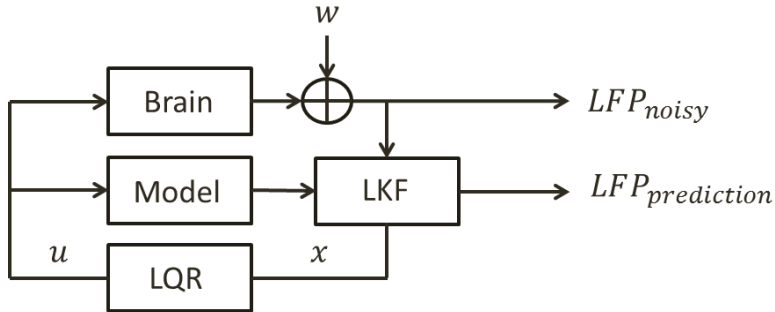 w
Brain
LFP_noisy
Model
LKF
LFP_prediction
u
LQR
x